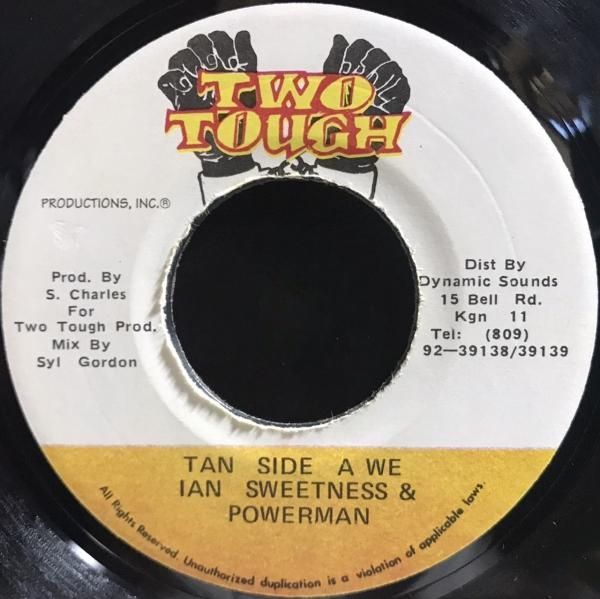 TWO
TOUGH
PRODUCTIONS, INC.®
Prod. By
S. Charles
For
Two Tough Prod.
Mix By
Syl Gordon
Dist By
Dynamic Sounds
15 Bell Rd.
Kgn 11
Tel: (809)
92—39138/39139
TAN SIDE A WE
IAN SWEETNESS &
POWERMAN
All Rights Reserved. Unauthorized duplication is a violation of applicable laws.